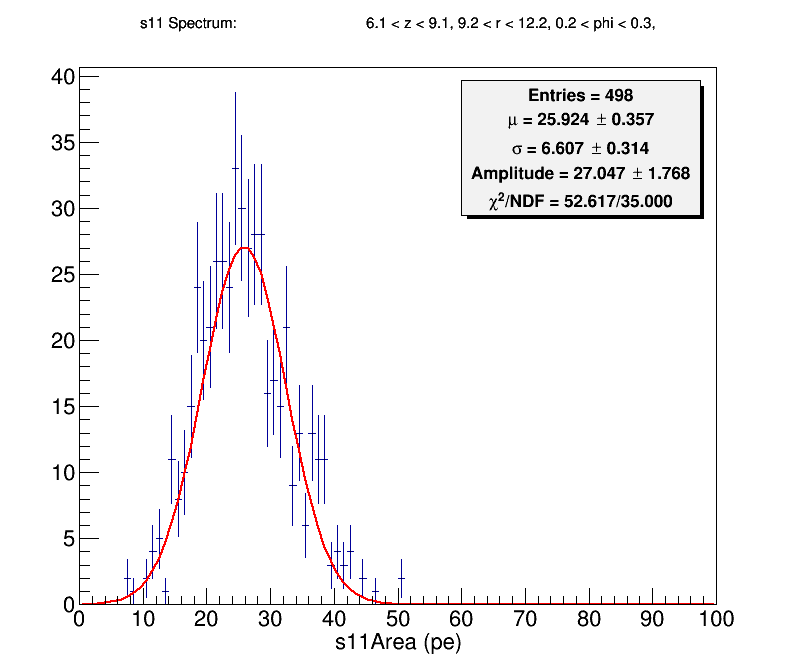 s11 Spectrum: 6.1 < z < 9.1, 9.2 < r < 12.2, 0.2 < phi < 0.3,
Entries = 498
μ = 25.924 ± 0.357
σ = 6.607 ± 0.314
Amplitude = 27.047 ± 1.768
χ²/NDF = 52.617/35.000
40
35
30
25
20
15
10
5
0
0 10 20 30 40 50 60 70 80 90 100
s11Area (pe)